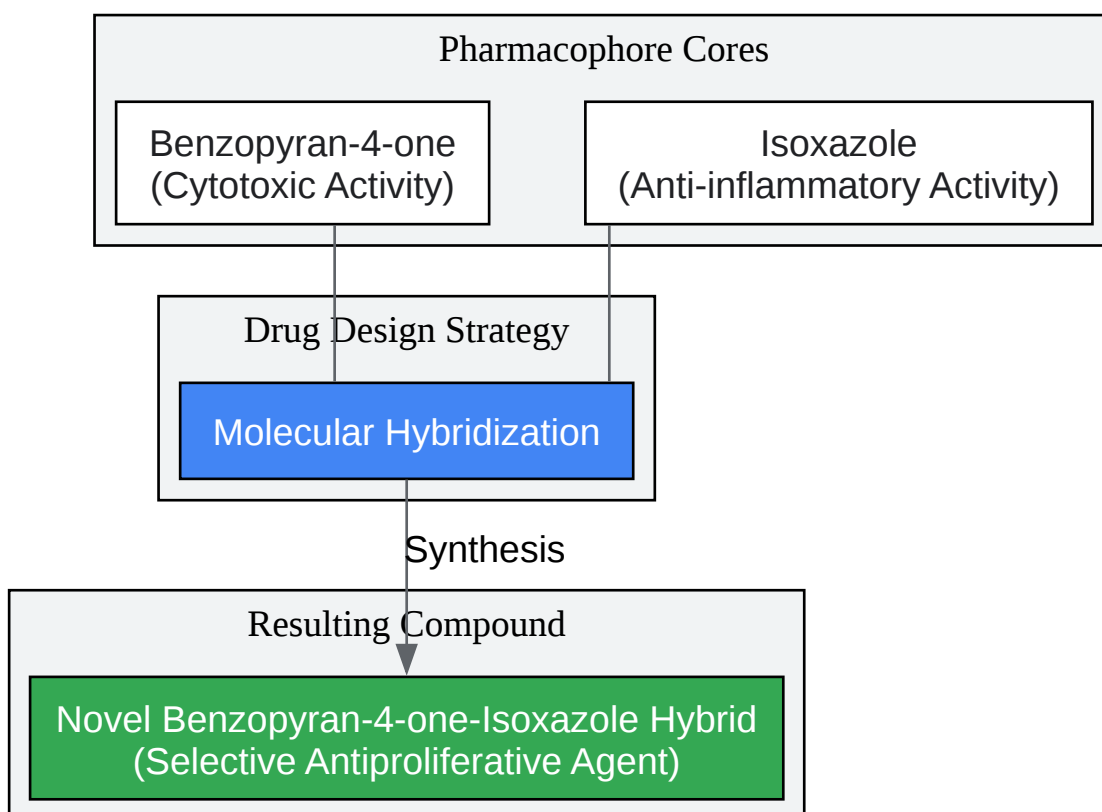 Pharmacophore Cores
Benzopyran-4-one
(Cytotoxic Activity)
Isoxazole
(Anti-inflammatory Activity)
Drug Design Strategy
Molecular Hybridization
Synthesis
Resulting Compound
Novel Benzopyran-4-one-Isoxazole Hybrid
(Selective Antiproliferative Agent)